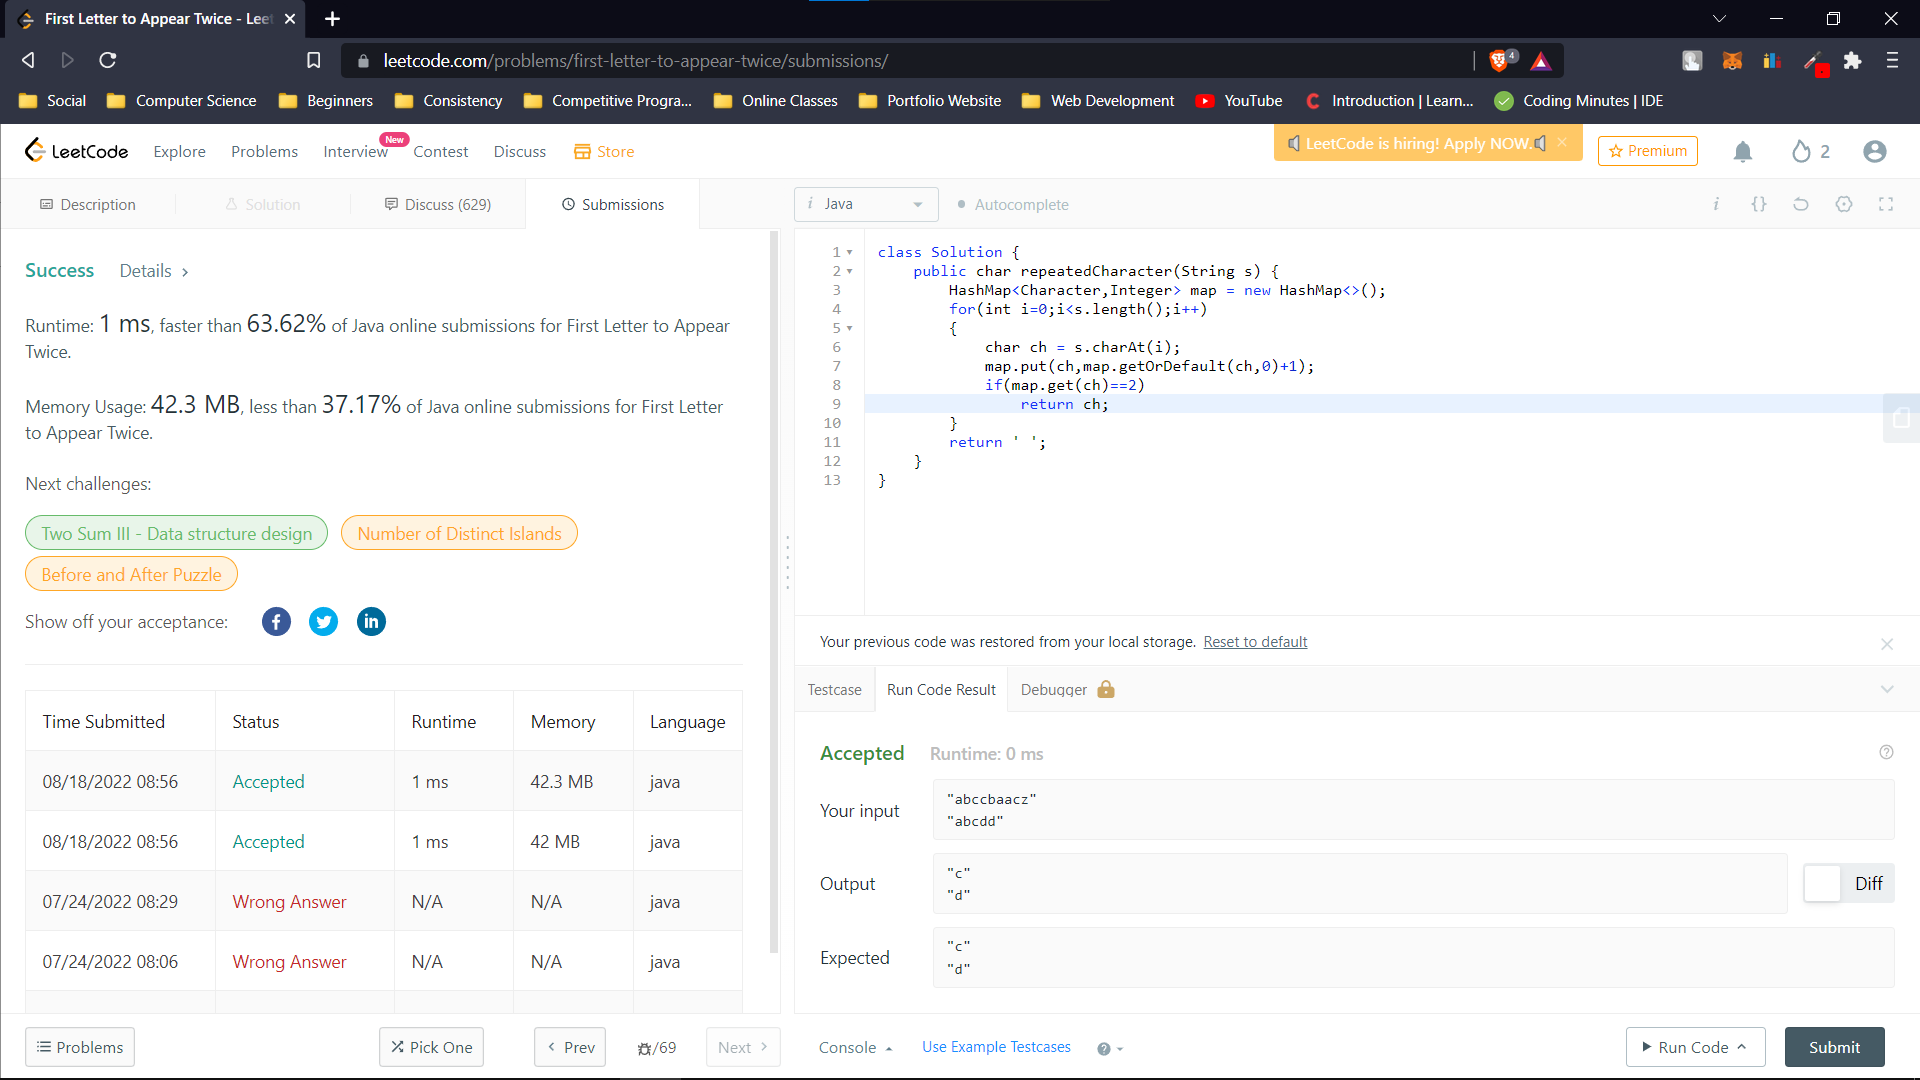 First Letter to Appear Twice - Leet
leetcode.com/problems/first-letter-to-appear-twice/submissions/
4
Social
Computer Science
Beginners
Consistency
Competitive Progra...
Online Classes
Portfolio Website
Web Development
YouTube
Introduction | Learn...
Coding Minutes | IDE
LeetCode
Explore
Problems
Interview
New
Contest
Discuss
Store
LeetCode is hiring! Apply NOW.
Premium
2
Description
Solution
Discuss (629)
Submissions
i Java
Autocomplete
i
{}
Success
Details
Runtime: 1 ms, faster than 63.62% of Java online submissions for First Letter to Appear
Twice.
Memory Usage: 42.3 MB, less than 37.17% of Java online submissions for First Letter
to Appear Twice.
Next challenges:
Two Sum III - Data structure design
Number of Distinct Islands
Before and After Puzzle
Show off your acceptance:
Time Submitted Status Runtime Memory Language
08/18/2022 08:56 Accepted 1 ms 42.3 MB java
08/18/2022 08:56 Accepted 1 ms 42 MB java
07/24/2022 08:29 Wrong Answer N/A N/A java
07/24/2022 08:06 Wrong Answer N/A N/A java
Problems
Pick One
Prev
/69
Next
1 class Solution {
2 public char repeatedCharacter(String s) {
3 HashMap<Character,Integer> map = new HashMap<>();
4 for(int i=0;i<s.length();i++)
5 {
6 char ch = s.charAt(i);
7 map.put(ch,map.getOrDefault(ch,0)+1);
8 if(map.get(ch)==2)
9 return ch;
10 }
11 return ' ';
12 }
13 }
Your previous code was restored from your local storage. Reset to default
Testcase
Run Code Result
Debugger
Accepted
Runtime: 0 ms
Your input
"abccbaacz"
"abcdd"
Output
"c"
"d"
Diff
Expected
"c"
"d"
Console
Use Example Testcases
Run Code
Submit